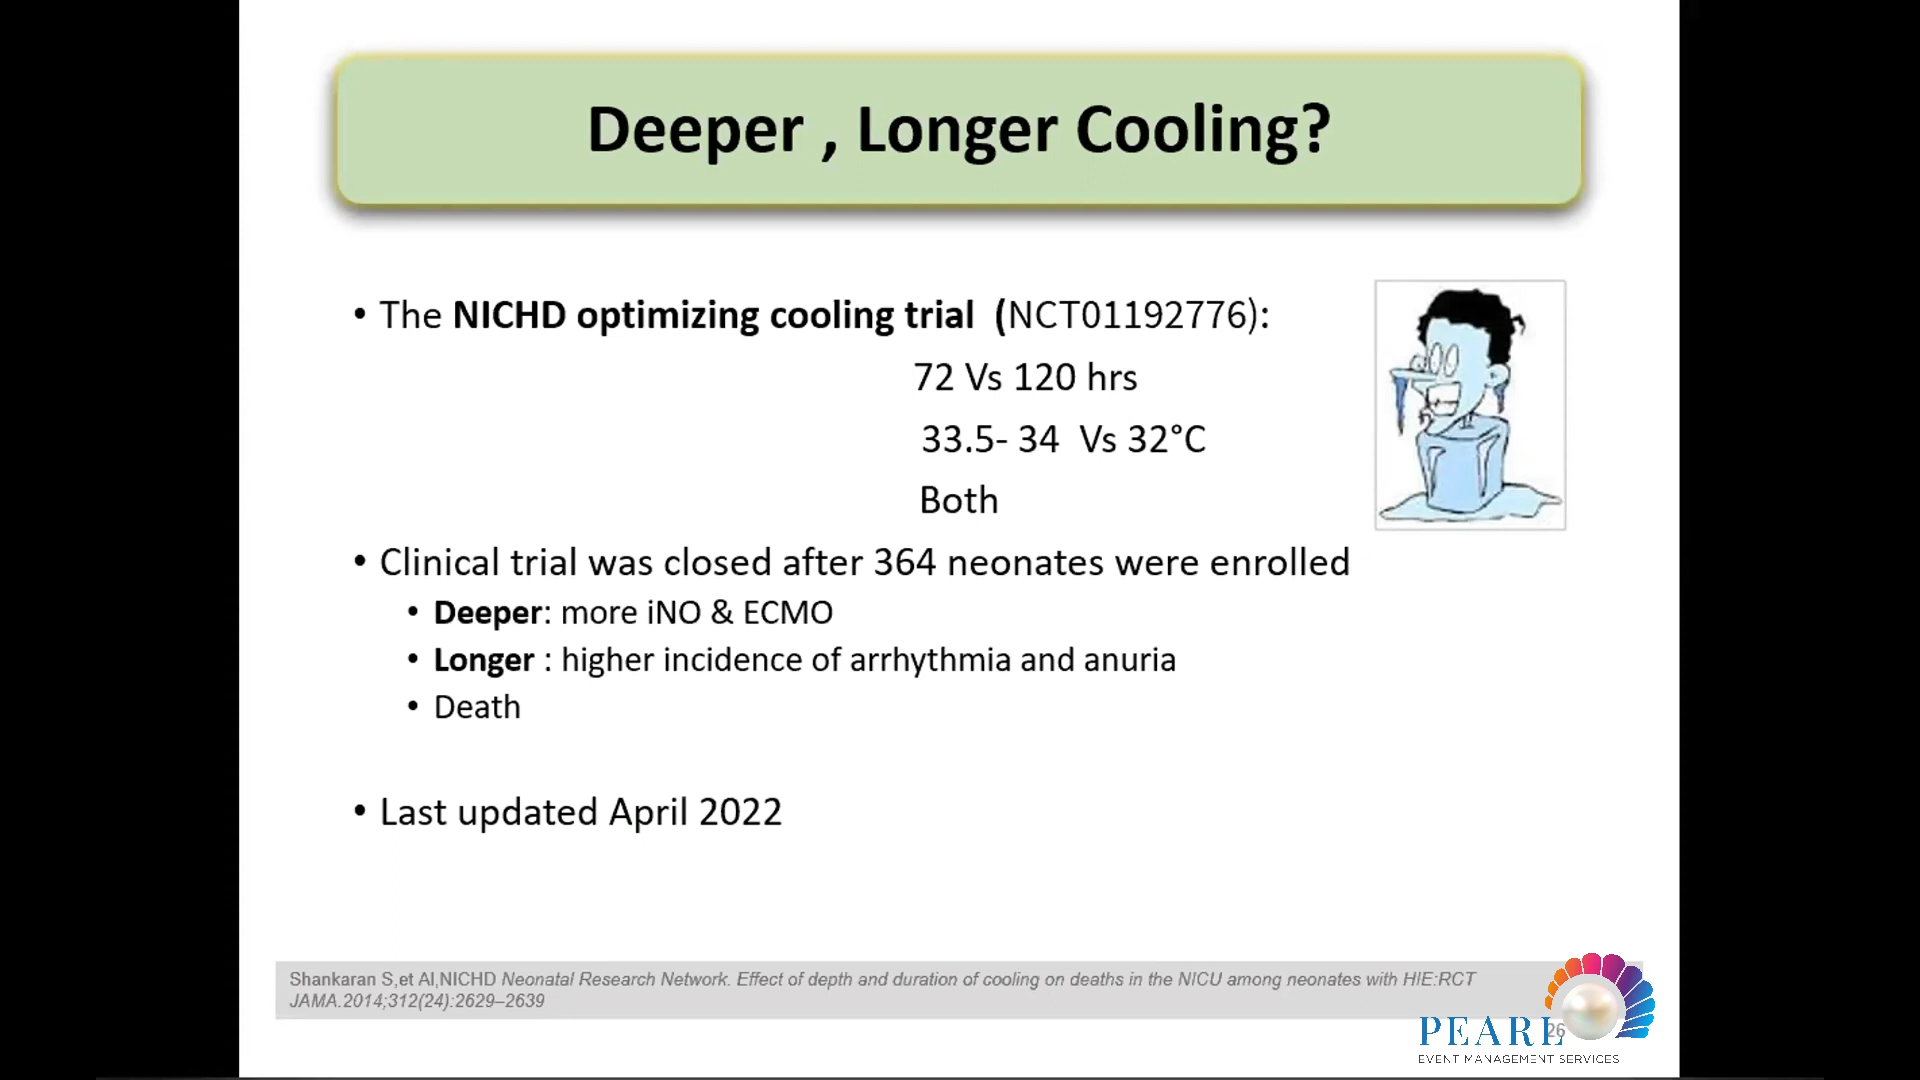 Deeper , Longer Cooling?
• The NICHD optimizing cooling trial (NCT01192776):
72 Vs 120 hrs
33.5- 34 Vs 32°C
Both
• Clinical trial was closed after 364 neonates were enrolled
• Deeper: more iNO & ECMO
• Longer : higher incidence of arrhythmia and anuria
• Death
• Last updated April 2022
Shankaran S,et Al,NICHD Neonatal Research Network. Effect of depth and duration of cooling on deaths in the NICU among neonates with HIE:RCT
JAMA.2014;312(24):2629–2639
PEARL
26
EVENT MANAGEMENT SERVICES